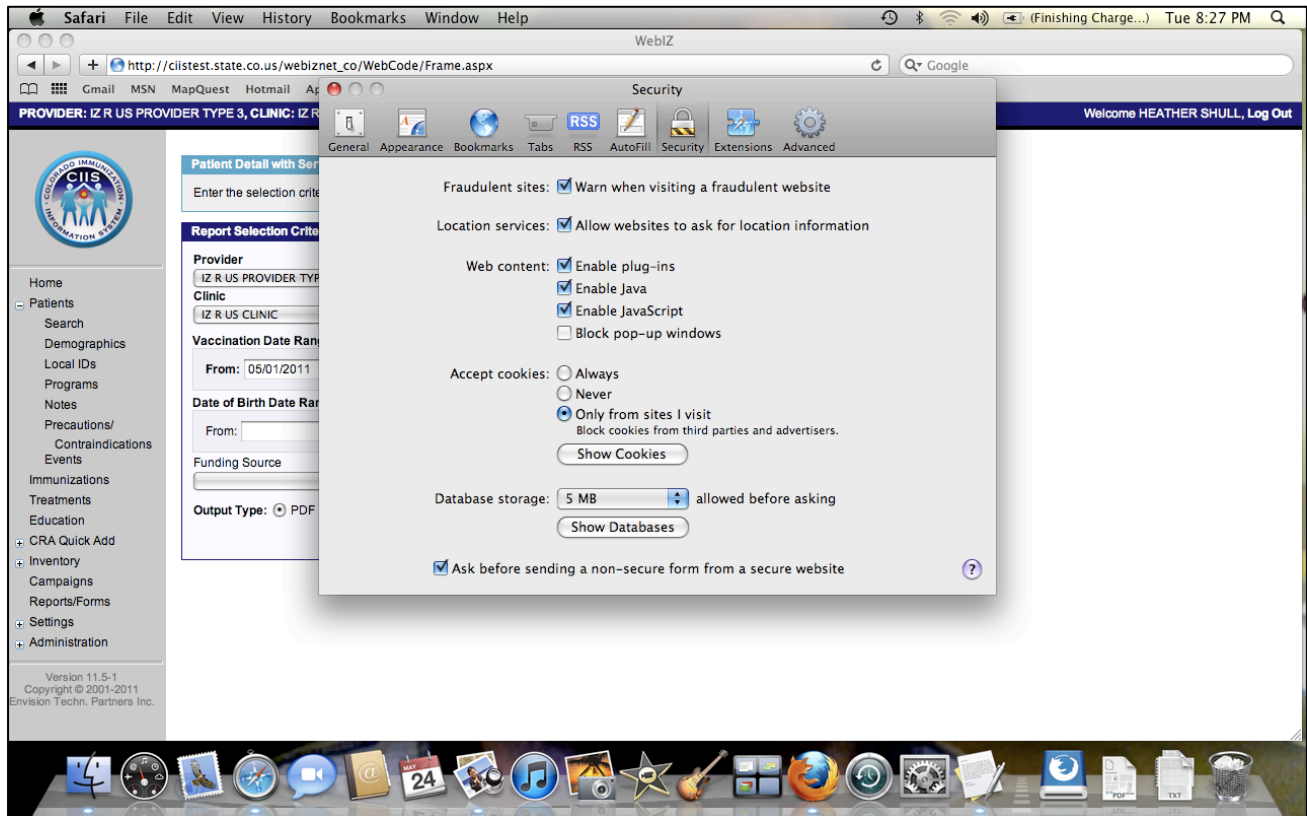 Safari File Edit View History Bookmarks Window Help (Finishing Charge...) Tue 8:27 PM
WebIZ
http://ciistest.state.co.us/webiznet_co/WebCode/Frame.aspx
Google
Gmail MSN MapQuest Hotmail Ap
PROVIDER: IZ R US PROVIDER TYPE 3, CLINIC: IZ R
Welcome HEATHER SHULL, Log Out
COLORADO IMMUNIZATION INFORMATION SYSTEM
CIIS
Home
Patients
Search
Demographics
Local IDs
Programs
Notes
Precautions/
Contraindications
Events
Immunizations
Treatments
Education
CRA Quick Add
Inventory
Campaigns
Reports/Forms
Settings
Administration
Version 11.5-1
Copyright © 2001-2011
Envision Techn. Partners Inc.
Patient Detail with Ser
Enter the selection crite
Report Selection Crite
Provider
IZ R US PROVIDER TYP
Clinic
IZ R US CLINIC
Vaccination Date Ran
From: 05/01/2011
Date of Birth Date Ran
From:
Funding Source
Output Type: PDF
Security
General Appearance Bookmarks Tabs RSS AutoFill Security Extensions Advanced
RSS
Fraudulent sites: Warn when visiting a fraudulent website
Location services: Allow websites to ask for location information
Web content: Enable plug-ins
Enable Java
Enable JavaScript
Block pop-up windows
Accept cookies: Always
Never
Only from sites I visit
Block cookies from third parties and advertisers.
Show Cookies
Database storage: 5 MB allowed before asking
Show Databases
Ask before sending a non-secure form from a secure website
?
MAY
24
PDF
TXT